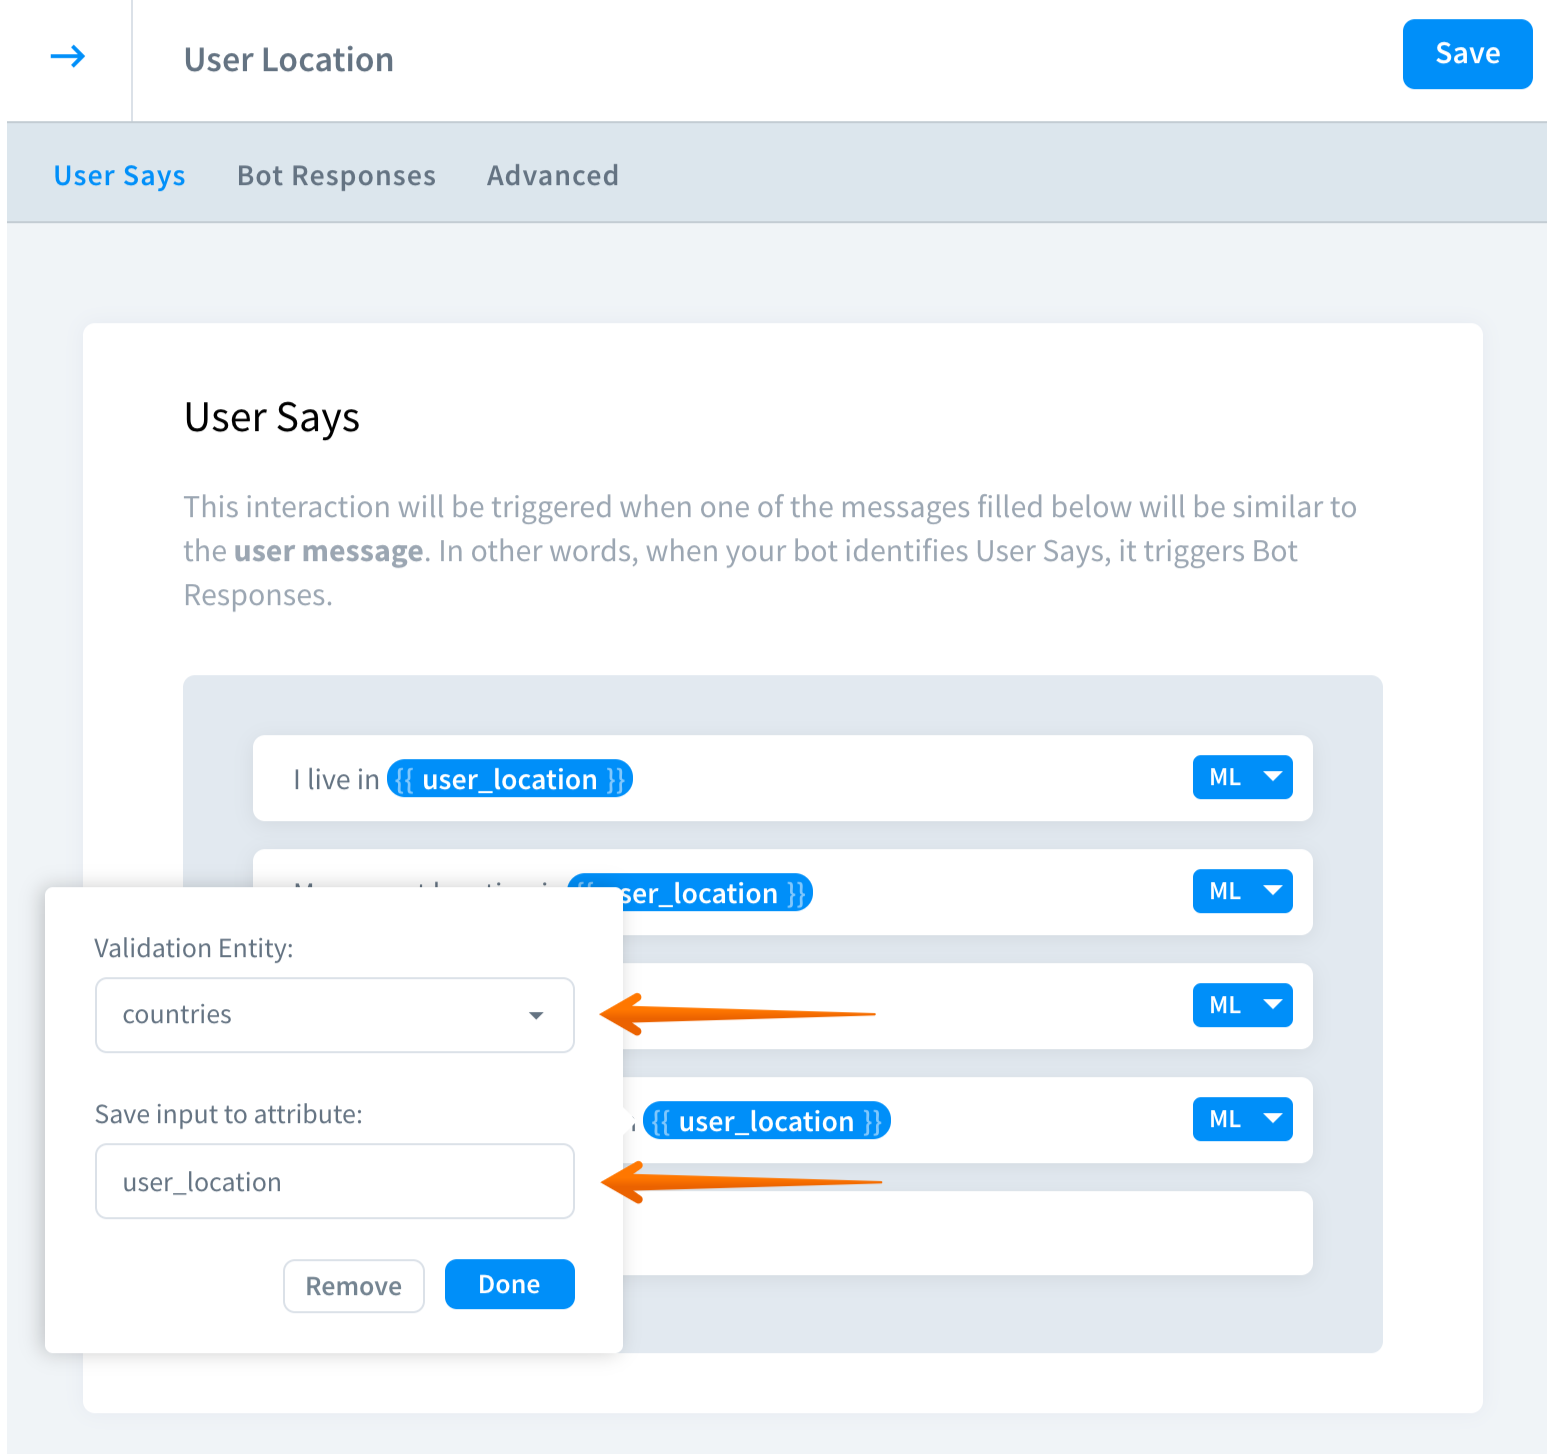 User Location
Save
User Says
Bot Responses
Advanced
User Says
This interaction will be triggered when one of the messages filled below will be similar to
the user message. In other words, when your bot identifies User Says, it triggers Bot
Responses.
I live in {{ user_location }}
ML
user_location }}
ML
ML
{{ user_location }}
ML
Validation Entity:
countries
Save input to attribute:
user_location
Remove
Done